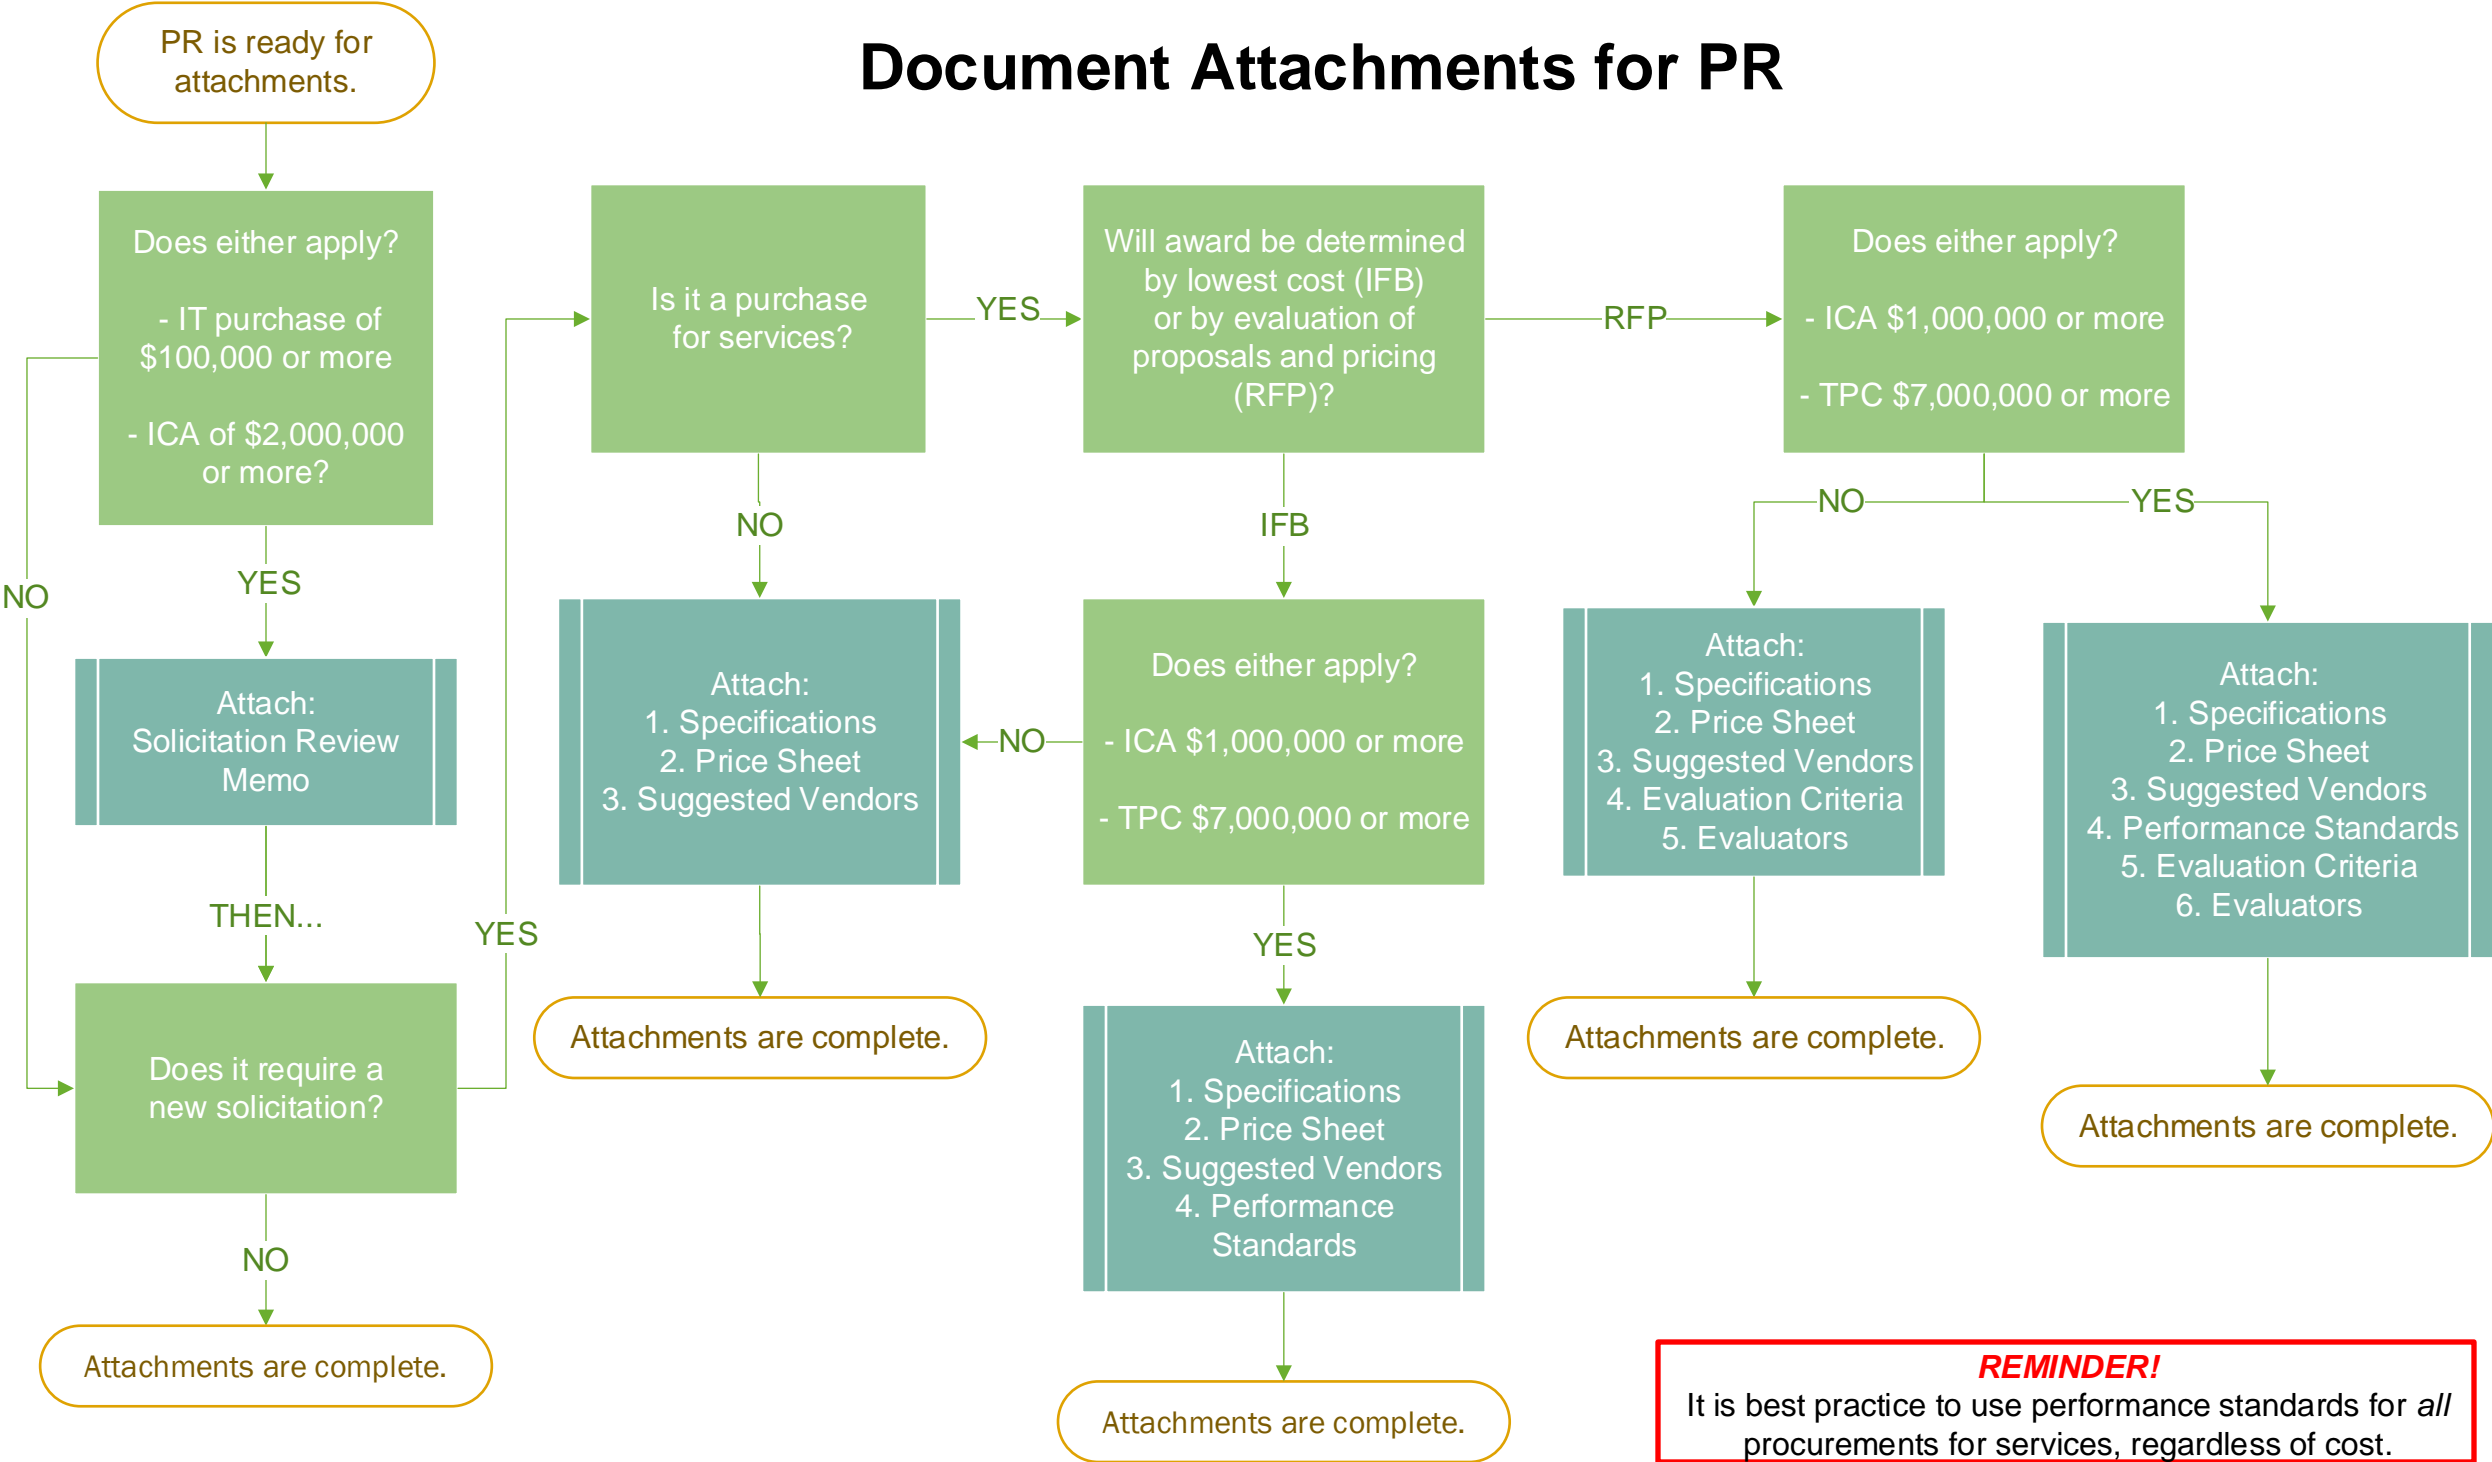 PR is ready for
attachments.
Document Attachments for PR
Does either apply?
- IT purchase of
$100,000 or more
- ICA of $2,000,000
or more?
NO
YES
Attach:
Solicitation Review
Memo
THEN...
Does it require a
new solicitation?
NO
Attachments are complete.
YES
Is it a purchase
for services?
YES
NO
Attach:
1. Specifications
2. Price Sheet
3. Suggested Vendors
Attachments are complete.
Will award be determined
by lowest cost (IFB)
or by evaluation of
proposals and pricing
(RFP)?
RFP
IFB
Does either apply?
- ICA $1,000,000 or more
- TPC $7,000,000 or more
NO
YES
Attach:
1. Specifications
2. Price Sheet
3. Suggested Vendors
4. Performance
Standards
Attachments are complete.
Does either apply?
- ICA $1,000,000 or more
- TPC $7,000,000 or more
NO
YES
Attach:
1. Specifications
2. Price Sheet
3. Suggested Vendors
4. Evaluation Criteria
5. Evaluators
Attachments are complete.
Attach:
1. Specifications
2. Price Sheet
3. Suggested Vendors
4. Performance Standards
5. Evaluation Criteria
6. Evaluators
Attachments are complete.
REMINDER!
It is best practice to use performance standards for all
procurements for services, regardless of cost.